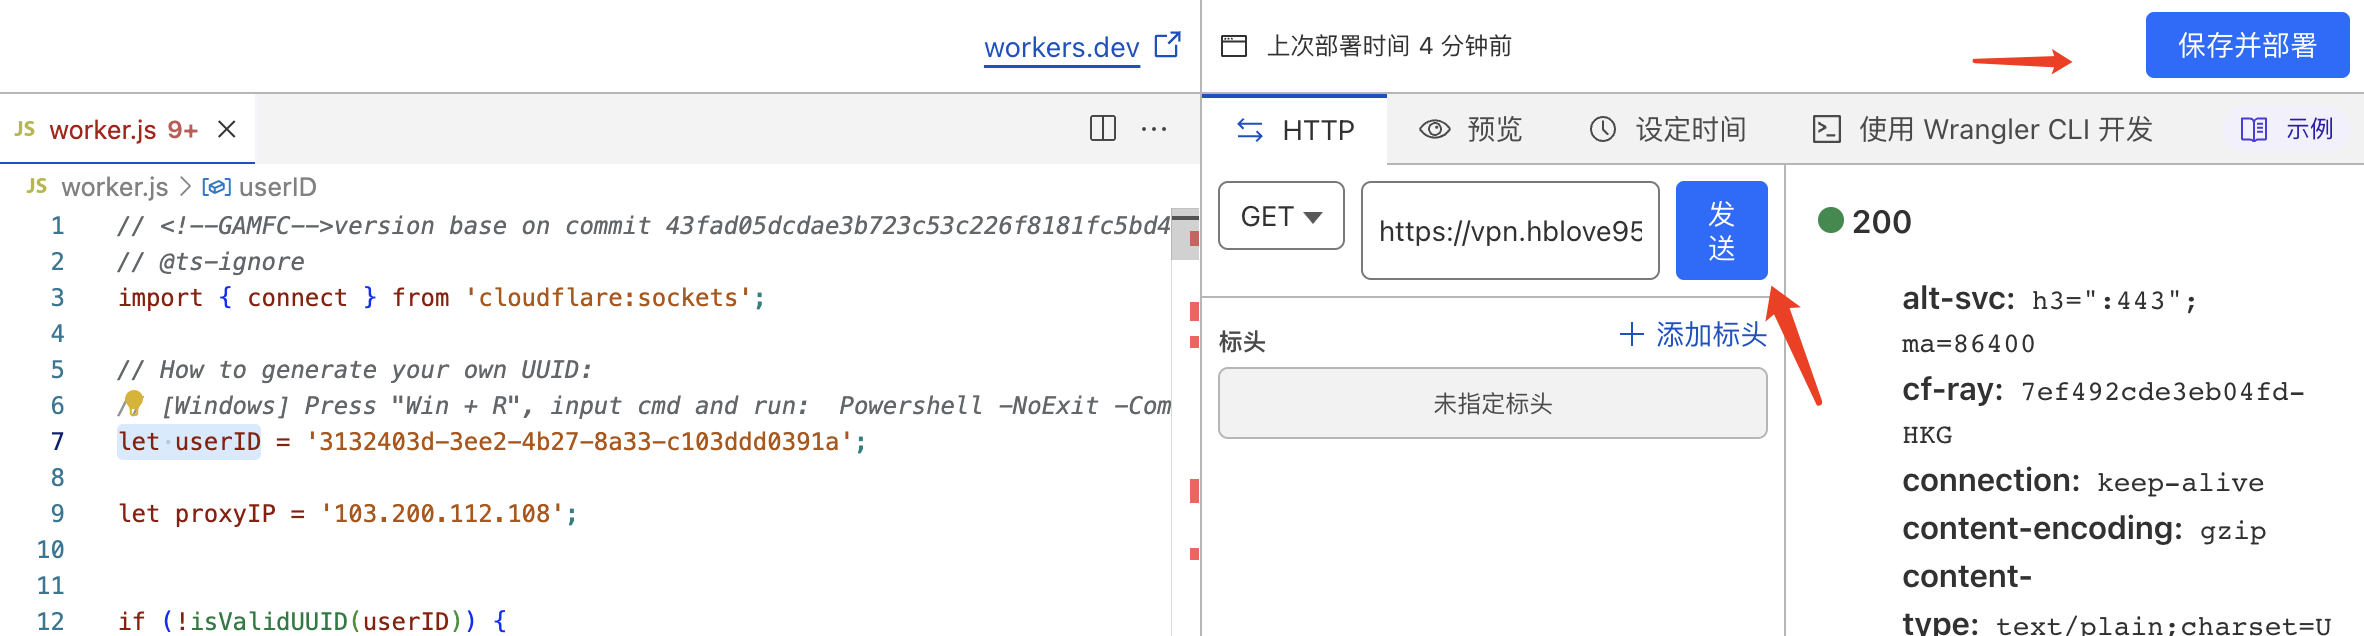 workers.dev
上次部署时间 4 分钟前
保存并部署
JS worker.js 9+
HTTP
预览
设定时间
使用 Wrangler CLI 开发
示例
JS worker.js > userID
1 // <!--GAMFC-->version base on commit 43fad05dcdae3b723c53c226f8181fc5bd4
2 // @ts-ignore
3 import { connect } from 'cloudflare:sockets';
4
5 // How to generate your own UUID:
6 // [Windows] Press "Win + R", input cmd and run:  Powershell -NoExit -Com
7 let userID = '3132403d-3ee2-4b27-8a33-c103ddd0391a';
8
9 let proxyIP = '103.200.112.108';
10
11
12 if (!isValidUUID(userID)) {
GET
https://vpn.hblove95
发
送
标头
添加标头
未指定标头
200
alt-svc: h3=":443";
ma=86400
cf-ray: 7ef492cde3eb04fd-
HKG
connection: keep-alive
content-encoding: gzip
content-
type: text/plain;charset=U